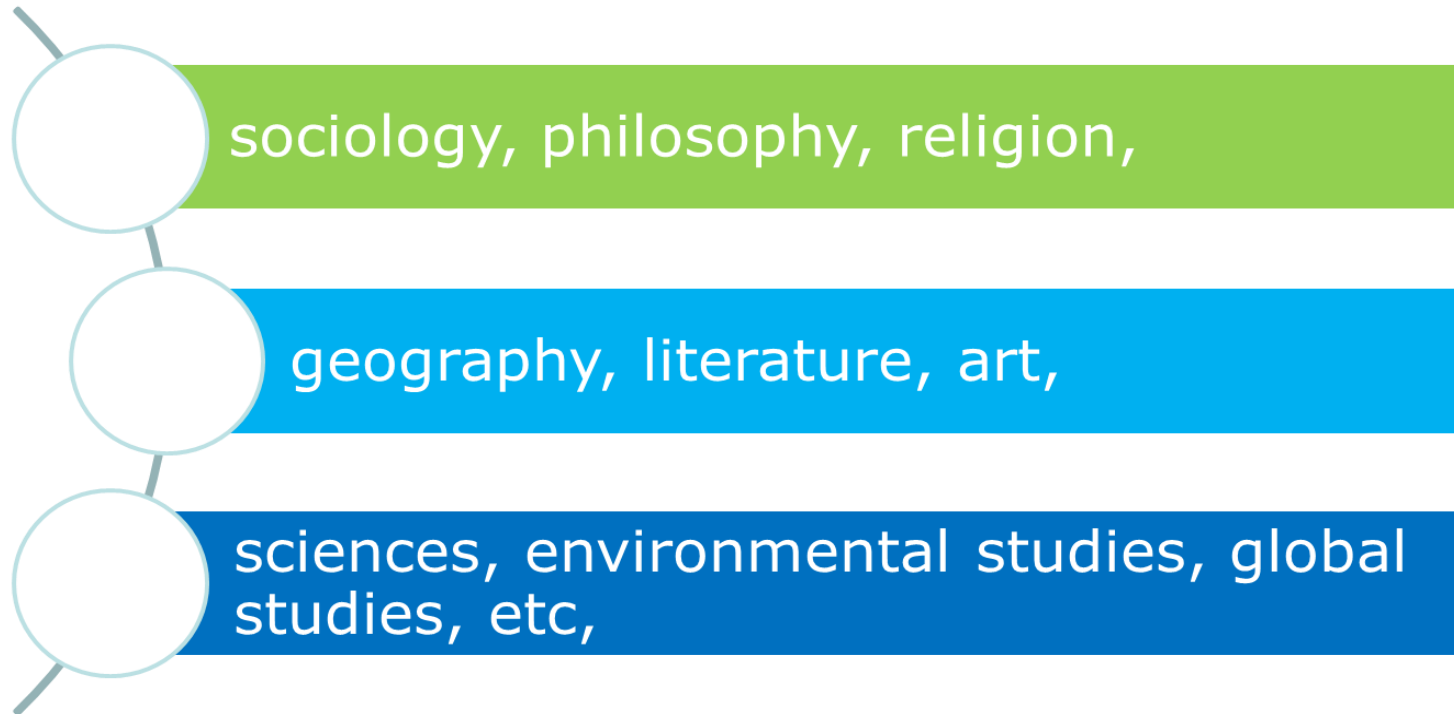 sociology, philosophy, religion,
geography, literature, art,
sciences, environmental studies, global
studies, etc,